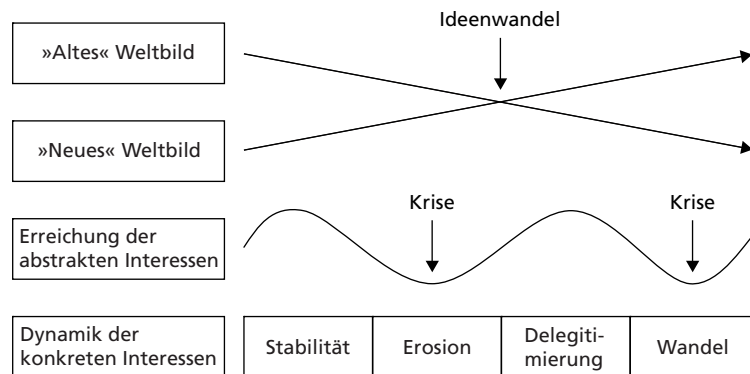 Ideenwandel
»Altes« Weltbild
»Neues« Weltbild
Krise
Krise
Erreichung der
abstrakten Interessen
Dynamik der
konkreten Interessen
Stabilität
Erosion
Delegiti-
mierung
Wandel